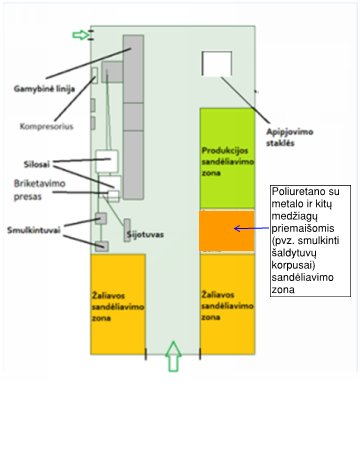 Gamybinė linija
Kompresorius
Silosai
Briketavimo
presas
Smulkintuvai
Sijotuvas
Žaliavos
sandėliavimo
zona
Apipjovimo
staklės
Produkcijos
sandėliavimo
zona
Poliuretano su
metalo ir kitų
medžiagų
priemaišomis
(pvz. smulkinti
šaldytuvų
korpusai)
sandėliavimo
zona
Žaliavos
sandėliavimo
zona